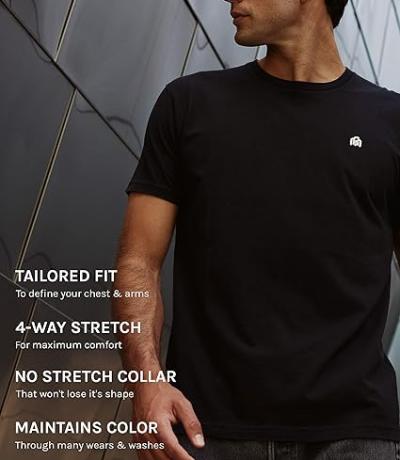 TAILORED FIT
To define your chest & arms
4-WAY STRETCH
For maximum comfort
NO STRETCH COLLAR
That won't lose it's shape
MAINTAINS COLOR
Through many wears & washes